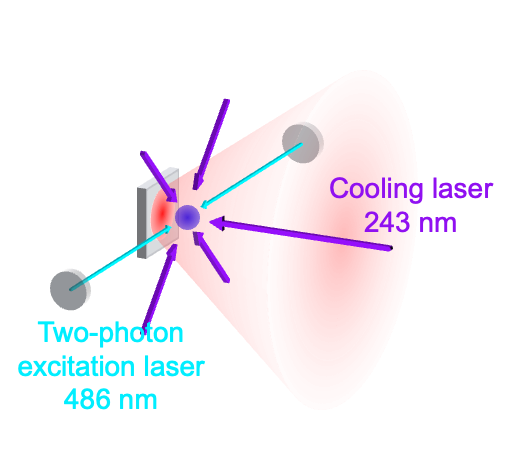 Cooling laser
243 nm
Two-photon
excitation laser
486 nm